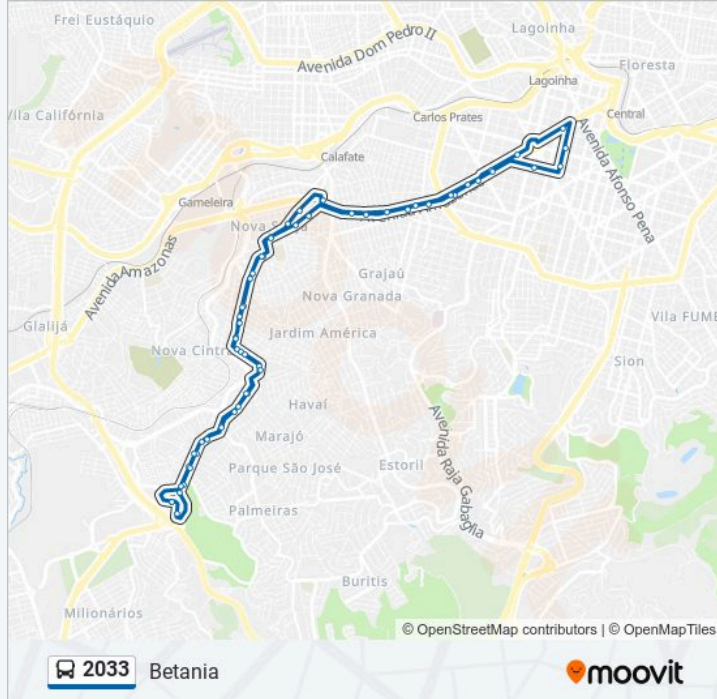 Frei Eustáquio
Lagoinha
Avenida Dom Pedro II
Floresta
Lagoinha
Vila Califórnia
Carlos Prates
Central
Calafate
Avenida Afonso Pena
Gameleira
Nova
Avenida Amazonas
Grajaú
Nova Granada
Vila FUME
Glalijá
Jardim América
Nova Cintra
Sion
Havaí
Avenida Raja Gabaglia
Marajó
Parque São José
Estoril
Palmeiras
Buritis
Milionários
© OpenStreetMap contributors | © OpenMapTiles
2033 Betania
moovit